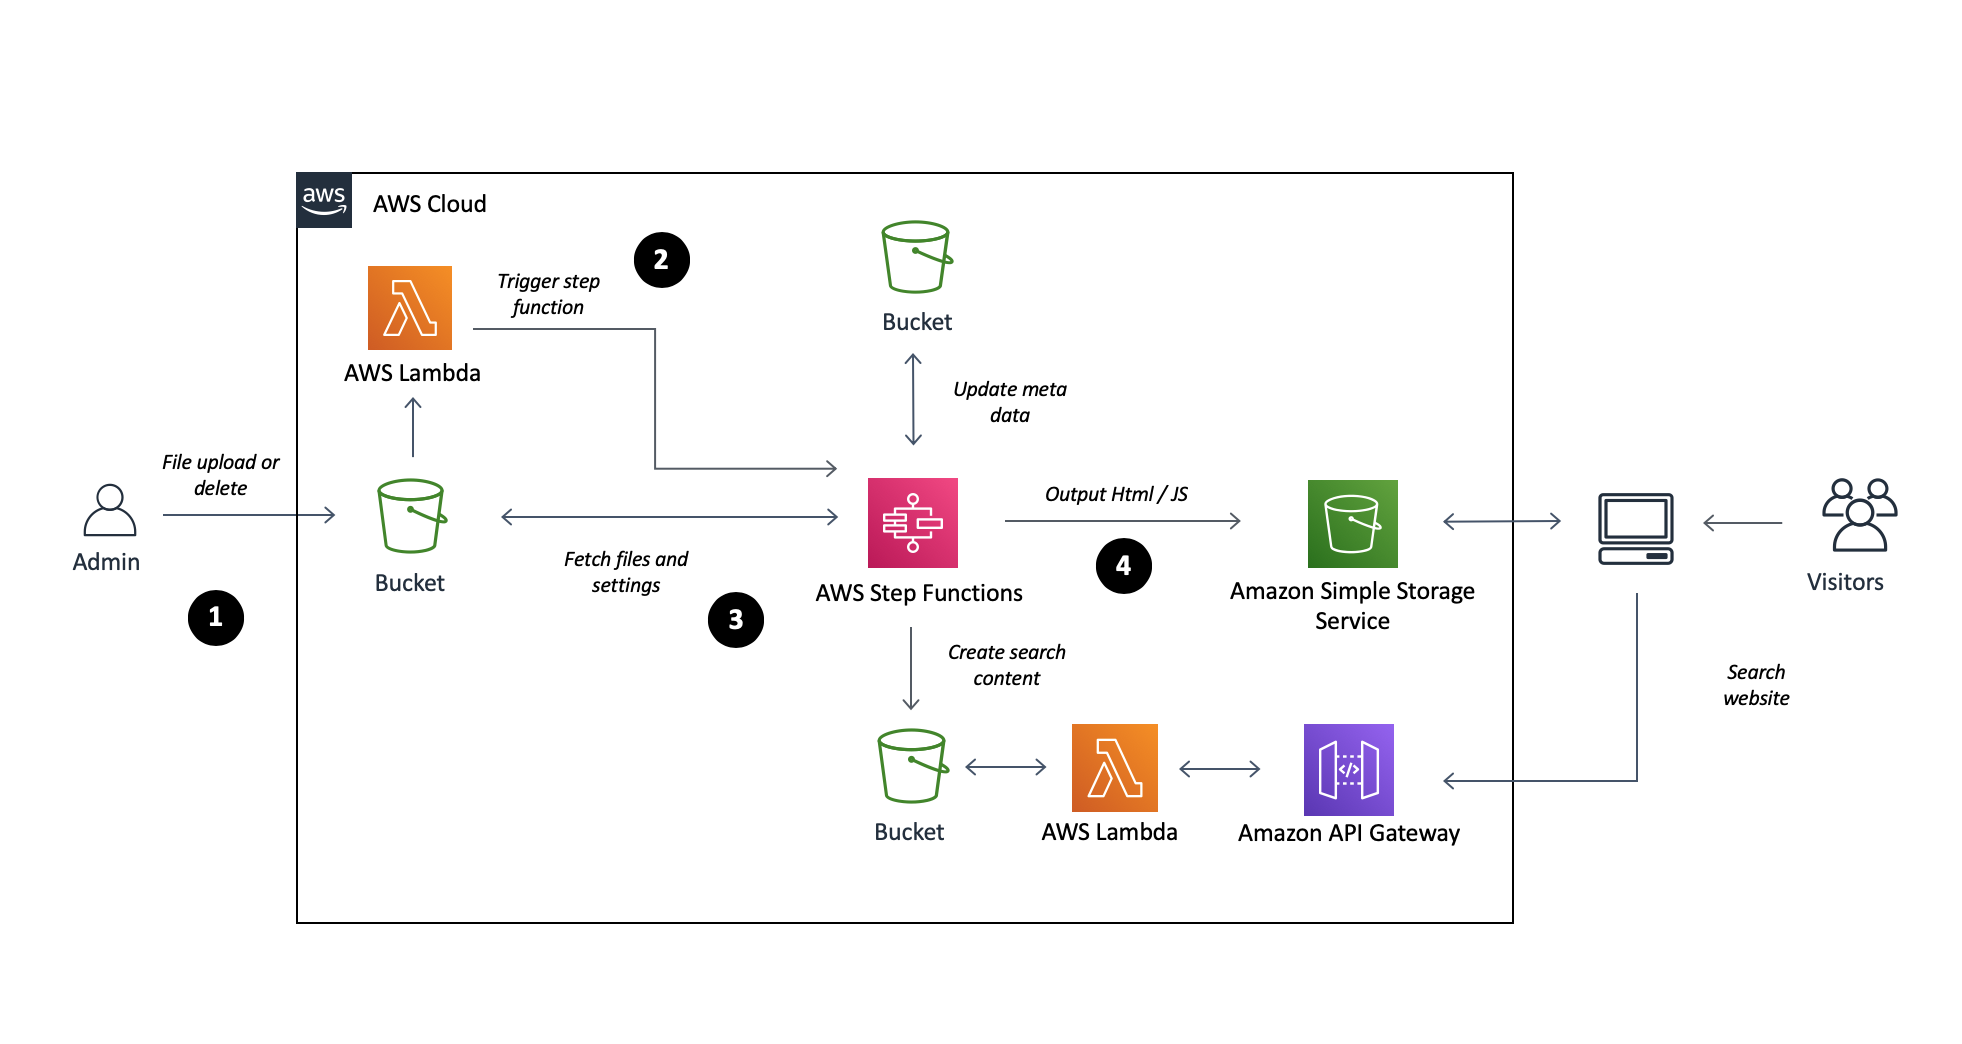 aws
AWS Cloud
2
Trigger step
function
Bucket
AWS Lambda
Update meta
data
File upload or
delete
Admin
1
Bucket
Fetch files and
settings
3
AWS Step Functions
Output Html / JS
4
Amazon Simple Storage
Service
Visitors
Create search
content
Search
website
Bucket
AWS Lambda
</>
Amazon API Gateway